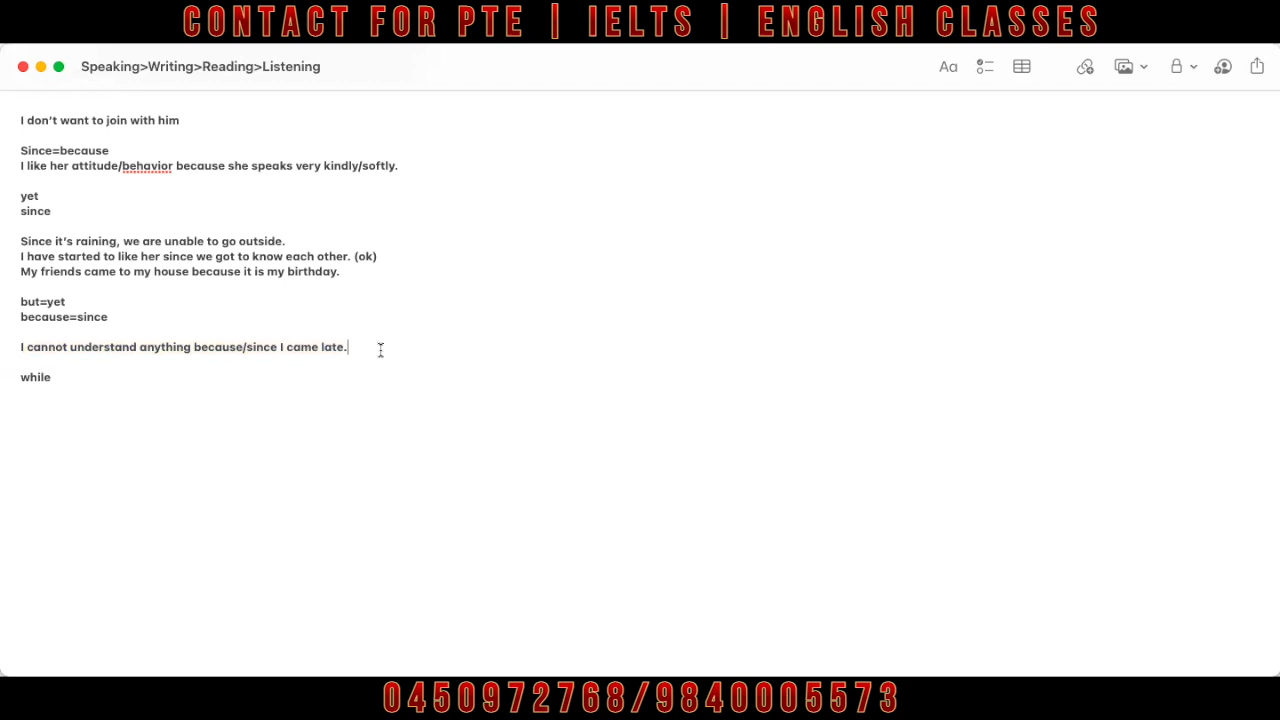 CONTACT FOR PTE | IELTS | ENGLISH CLASSES
Speaking>Writing>Reading>Listening
Aa
I don't want to join with him
Since=because
I like her attitude/behavior because she speaks very kindly/softly.
yet
since
Since it's raining, we are unable to go outside.
I have started to like her since we got to know each other. (ok)
My friends came to my house because it is my birthday.
but=yet
because=since
I cannot understand anything because/since I came late.
while
0450972768/9840005573